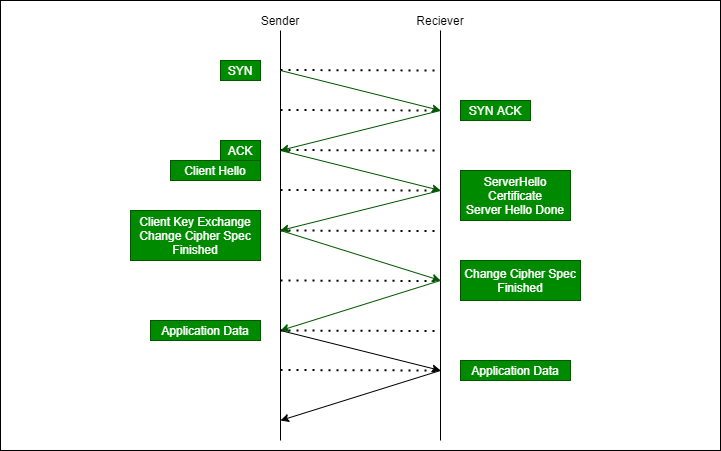 Sender
Reciever
SYN
SYN ACK
ACK
Client Hello
ServerHello
Certificate
Server Hello Done
Client Key Exchange
Change Cipher Spec
Finished
Change Cipher Spec
Finished
Application Data
Application Data